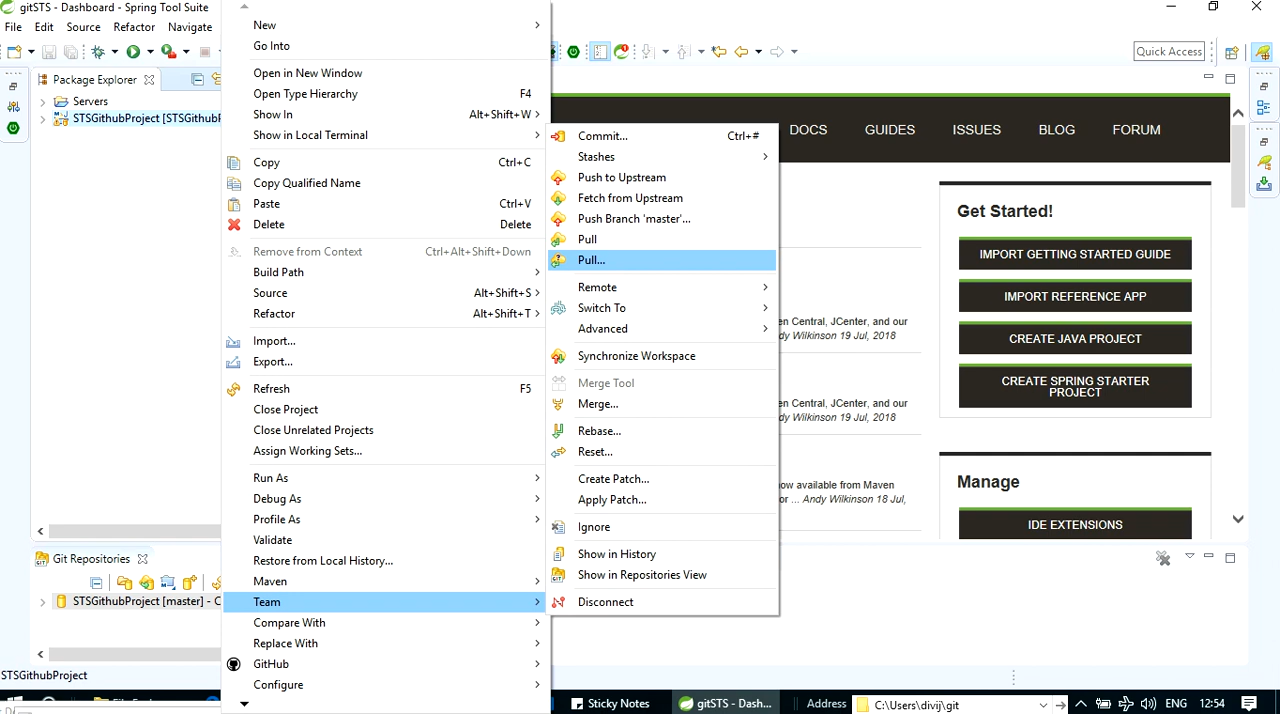 gitSTS - Dashboard - Spring Tool Suite
File Edit Source Refactor Navigate
Quick Access
Package Explorer
Servers
STSGithubProject [STSGithubP
New
Go Into
Open in New Window
Open Type Hierarchy F4
Show In Alt+Shift+W
Show in Local Terminal
Copy Ctrl+C
Copy Qualified Name
Paste Ctrl+V
Delete Delete
Remove from Context Ctrl+Alt+Shift+Down
Build Path
Source Alt+Shift+S
Refactor Alt+Shift+T
Import...
Export...
Refresh F5
Close Project
Close Unrelated Projects
Assign Working Sets...
Run As
Debug As
Profile As
Validate
Restore from Local History...
Maven
Team
Compare With
Replace With
GitHub
Configure
Commit... Ctrl+#
Stashes
Push to Upstream
Fetch from Upstream
Push Branch 'master'...
Pull
Pull...
Remote
Switch To
Advanced
Synchronize Workspace
Merge Tool
Merge...
Rebase...
Reset...
Create Patch...
Apply Patch...
Ignore
Show in History
Show in Repositories View
Disconnect
DOCS GUIDES ISSUES BLOG FORUM
en Central, JCenter, and our
dy Wilkinson 19 Jul, 2018
en Central, JCenter, and our
dy Wilkinson 19 Jul, 2018
now available from Maven
or ... Andy Wilkinson 18 Jul,
Get Started!
IMPORT GETTING STARTED GUIDE
IMPORT REFERENCE APP
CREATE JAVA PROJECT
CREATE SPRING STARTER
PROJECT
Manage
IDE EXTENSIONS
Git Repositories
STSGithubProject [master] - C
STSGithubProject
Sticky Notes
gitSTS - Dash...
Address
C:\Users\divij\git
ENG
12:54